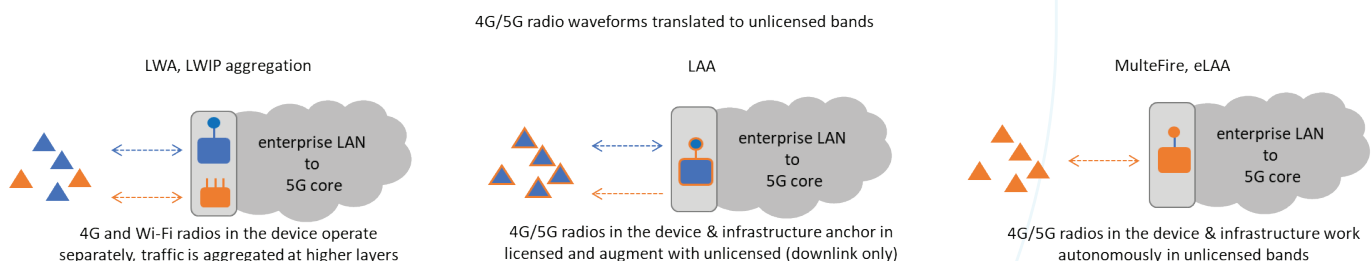 4G/5G radio waveforms translated to unlicensed bands
LWA, LWIP aggregation
enterprise LAN
to
5G core
4G and Wi-Fi radios in the device operate
separately, traffic is aggregated at higher layers
LAA
enterprise LAN
to
5G core
4G/5G radios in the device & infrastructure anchor in
licensed and augment with unlicensed (downlink only)
MulteFire, eLAA
enterprise LAN
to
5G core
4G/5G radios in the device & infrastructure work
autonomously in unlicensed bands